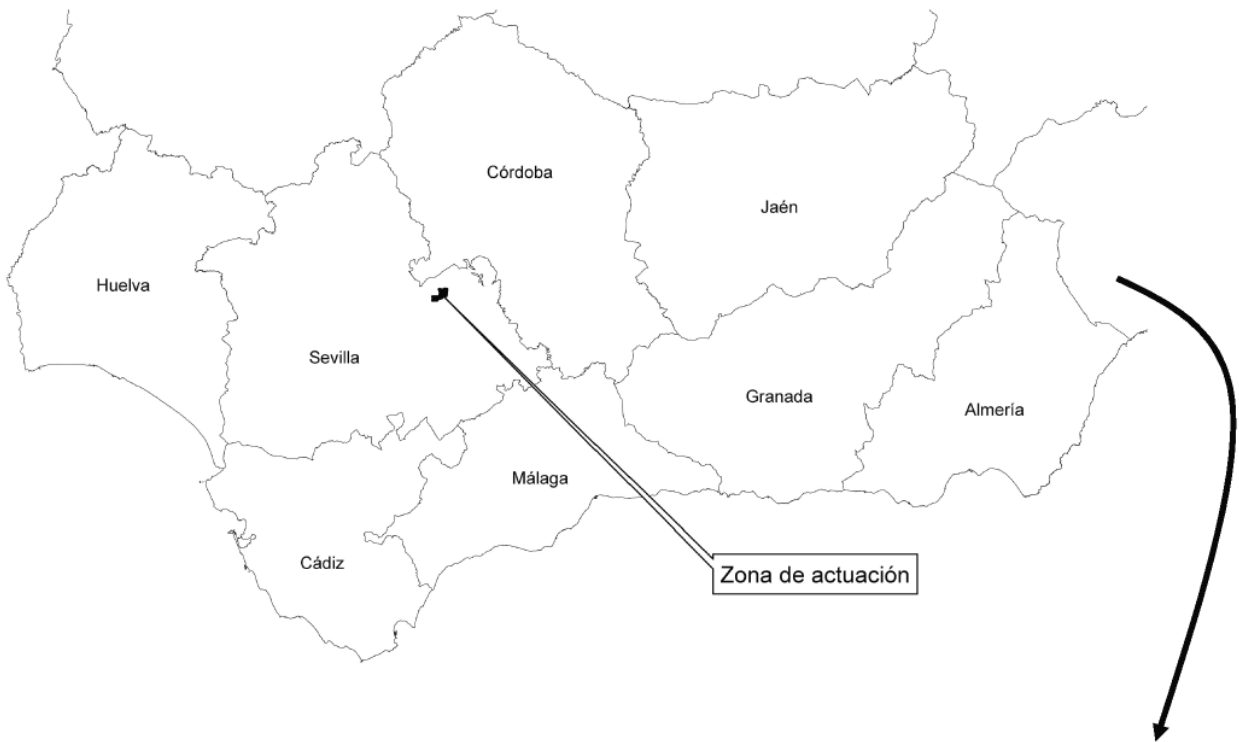 Córdoba
Jaén
Huelva
Sevilla
Granada
Almería
Málaga
Cádiz
Zona de actuación